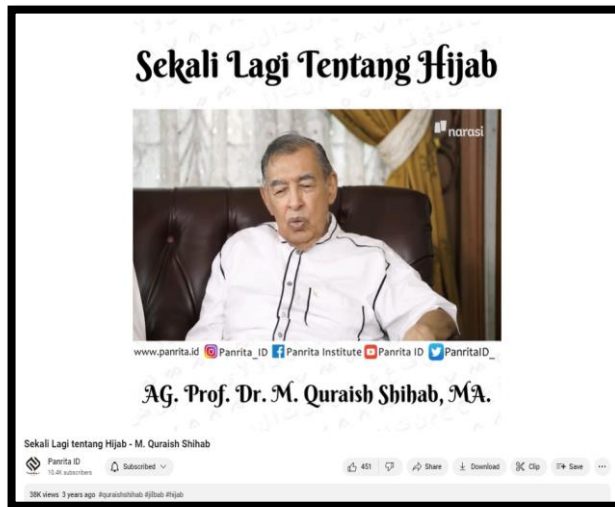 Sekali Lagi Tentang Hijab
narasi
www.panrita.id Panrita_ID Panrita Institute Panrita ID PanritaID_
AG. Prof. Dr. M. Quraish Shihab, MA.
Sekali Lagi tentang Hijab - M. Quraish Shihab
Panrita ID
10.4K subscribers
Subscribed
451 Share Download Clip Save ...
38K views 3 years ago #quraishshihab #jilbab #hijab